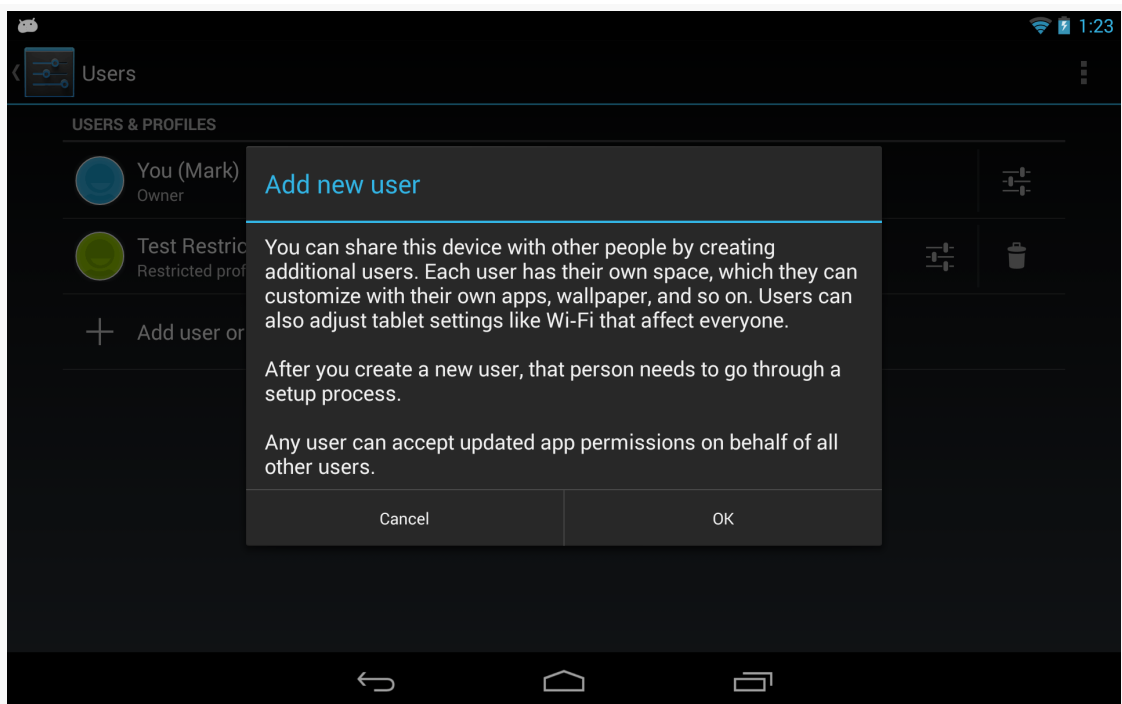 1:23
Users
USERS & PROFILES
You (Mark)
Owner
Test Restric
Restricted prof
Add user or
Add new user
You can share this device with other people by creating
additional users. Each user has their own space, which they can
customize with their own apps, wallpaper, and so on. Users can
also adjust tablet settings like Wi-Fi that affect everyone.
After you create a new user, that person needs to go through a
setup process.
Any user can accept updated app permissions on behalf of all
other users.
Cancel
OK